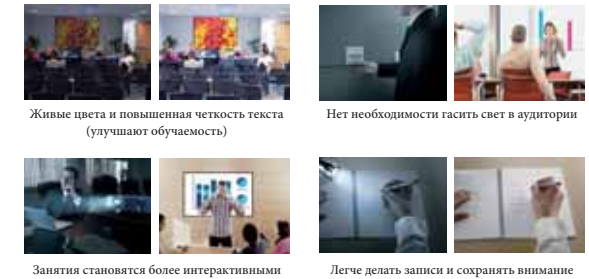 Живые цвета и повышенная четкость текста
(улучшают обучаемость)
Нет необходимости гасить свет в аудитории
Занятия становятся более интерактивными
Легче делать записи и сохранять внимание